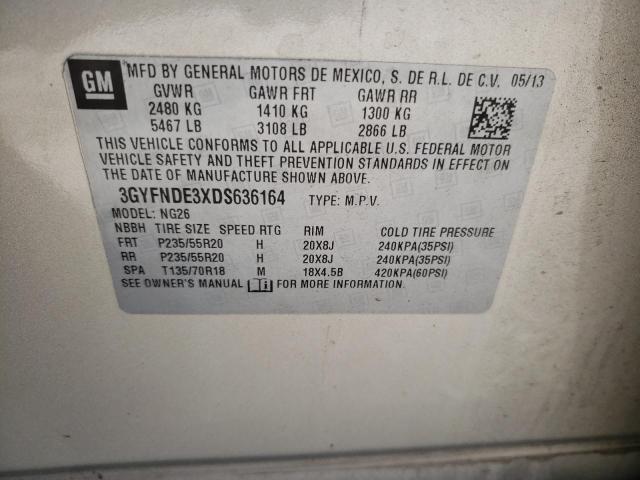 GM MFD BY GENERAL MOTORS DE MEXICO, S. DE R.L. DE C.V. 05/13
GVWR GAWR FRT GAWR RR
2480 KG 1410 KG 1300 KG
5467 LB 3108 LB 2866 LB
THIS VEHICLE CONFORMS TO ALL APPLICABLE U.S. FEDERAL MOTOR
VEHICLE SAFETY AND THEFT PREVENTION STANDARDS IN EFFECT ON
THE DATE OF MANUFACTURE SHOWN ABOVE.
3GYFNDE3XDS636164 TYPE: M.P.V.
MODEL: NG26
NBBH TIRE SIZE SPEED RTG RIM COLD TIRE PRESSURE
FRT P235/55R20 H 20X8J 240KPA(35PSI)
RR P235/55R20 H 20X8J 240KPA(35PSI)
SPA T135/70R18 M 18X4.5B 420KPA(60PSI)
SEE OWNER'S MANUAL FOR MORE INFORMATION.